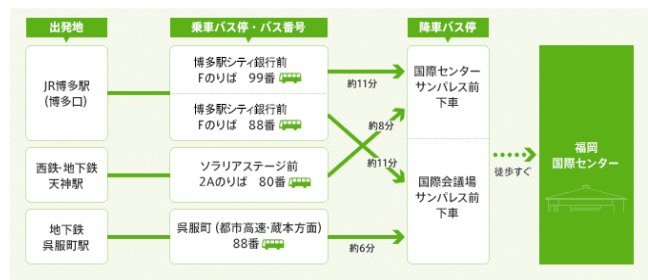 出発地
乗車バス停・バス番号
降車バス停
JR博多駅
(博多口)
博多駅シティ銀行前
Fのりば 99番
博多駅シティ銀行前
Fのりば 88番
約11分
国際センター
サンパレス前
下車
西鉄・地下鉄
天神駅
ソラリアステージ前
2Aのりば 80番
約8分
約11分
国際会議場
サンパレス前
下車
地下鉄
呉服町駅
呉服町 (都市高速・蔵本方面)
88番
約6分
徒歩すぐ
福岡
国際センター